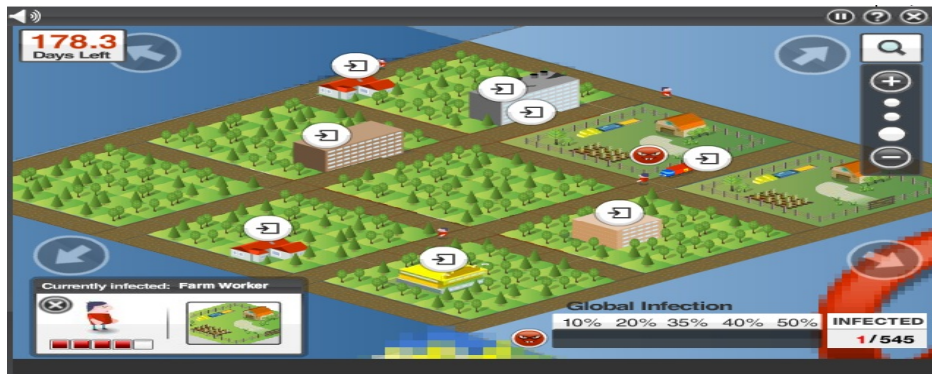 178.3
Days Left
Currently infected: Farm Worker
Global Infection
10% 20% 35% 40% 50%
INFECTED
1/545